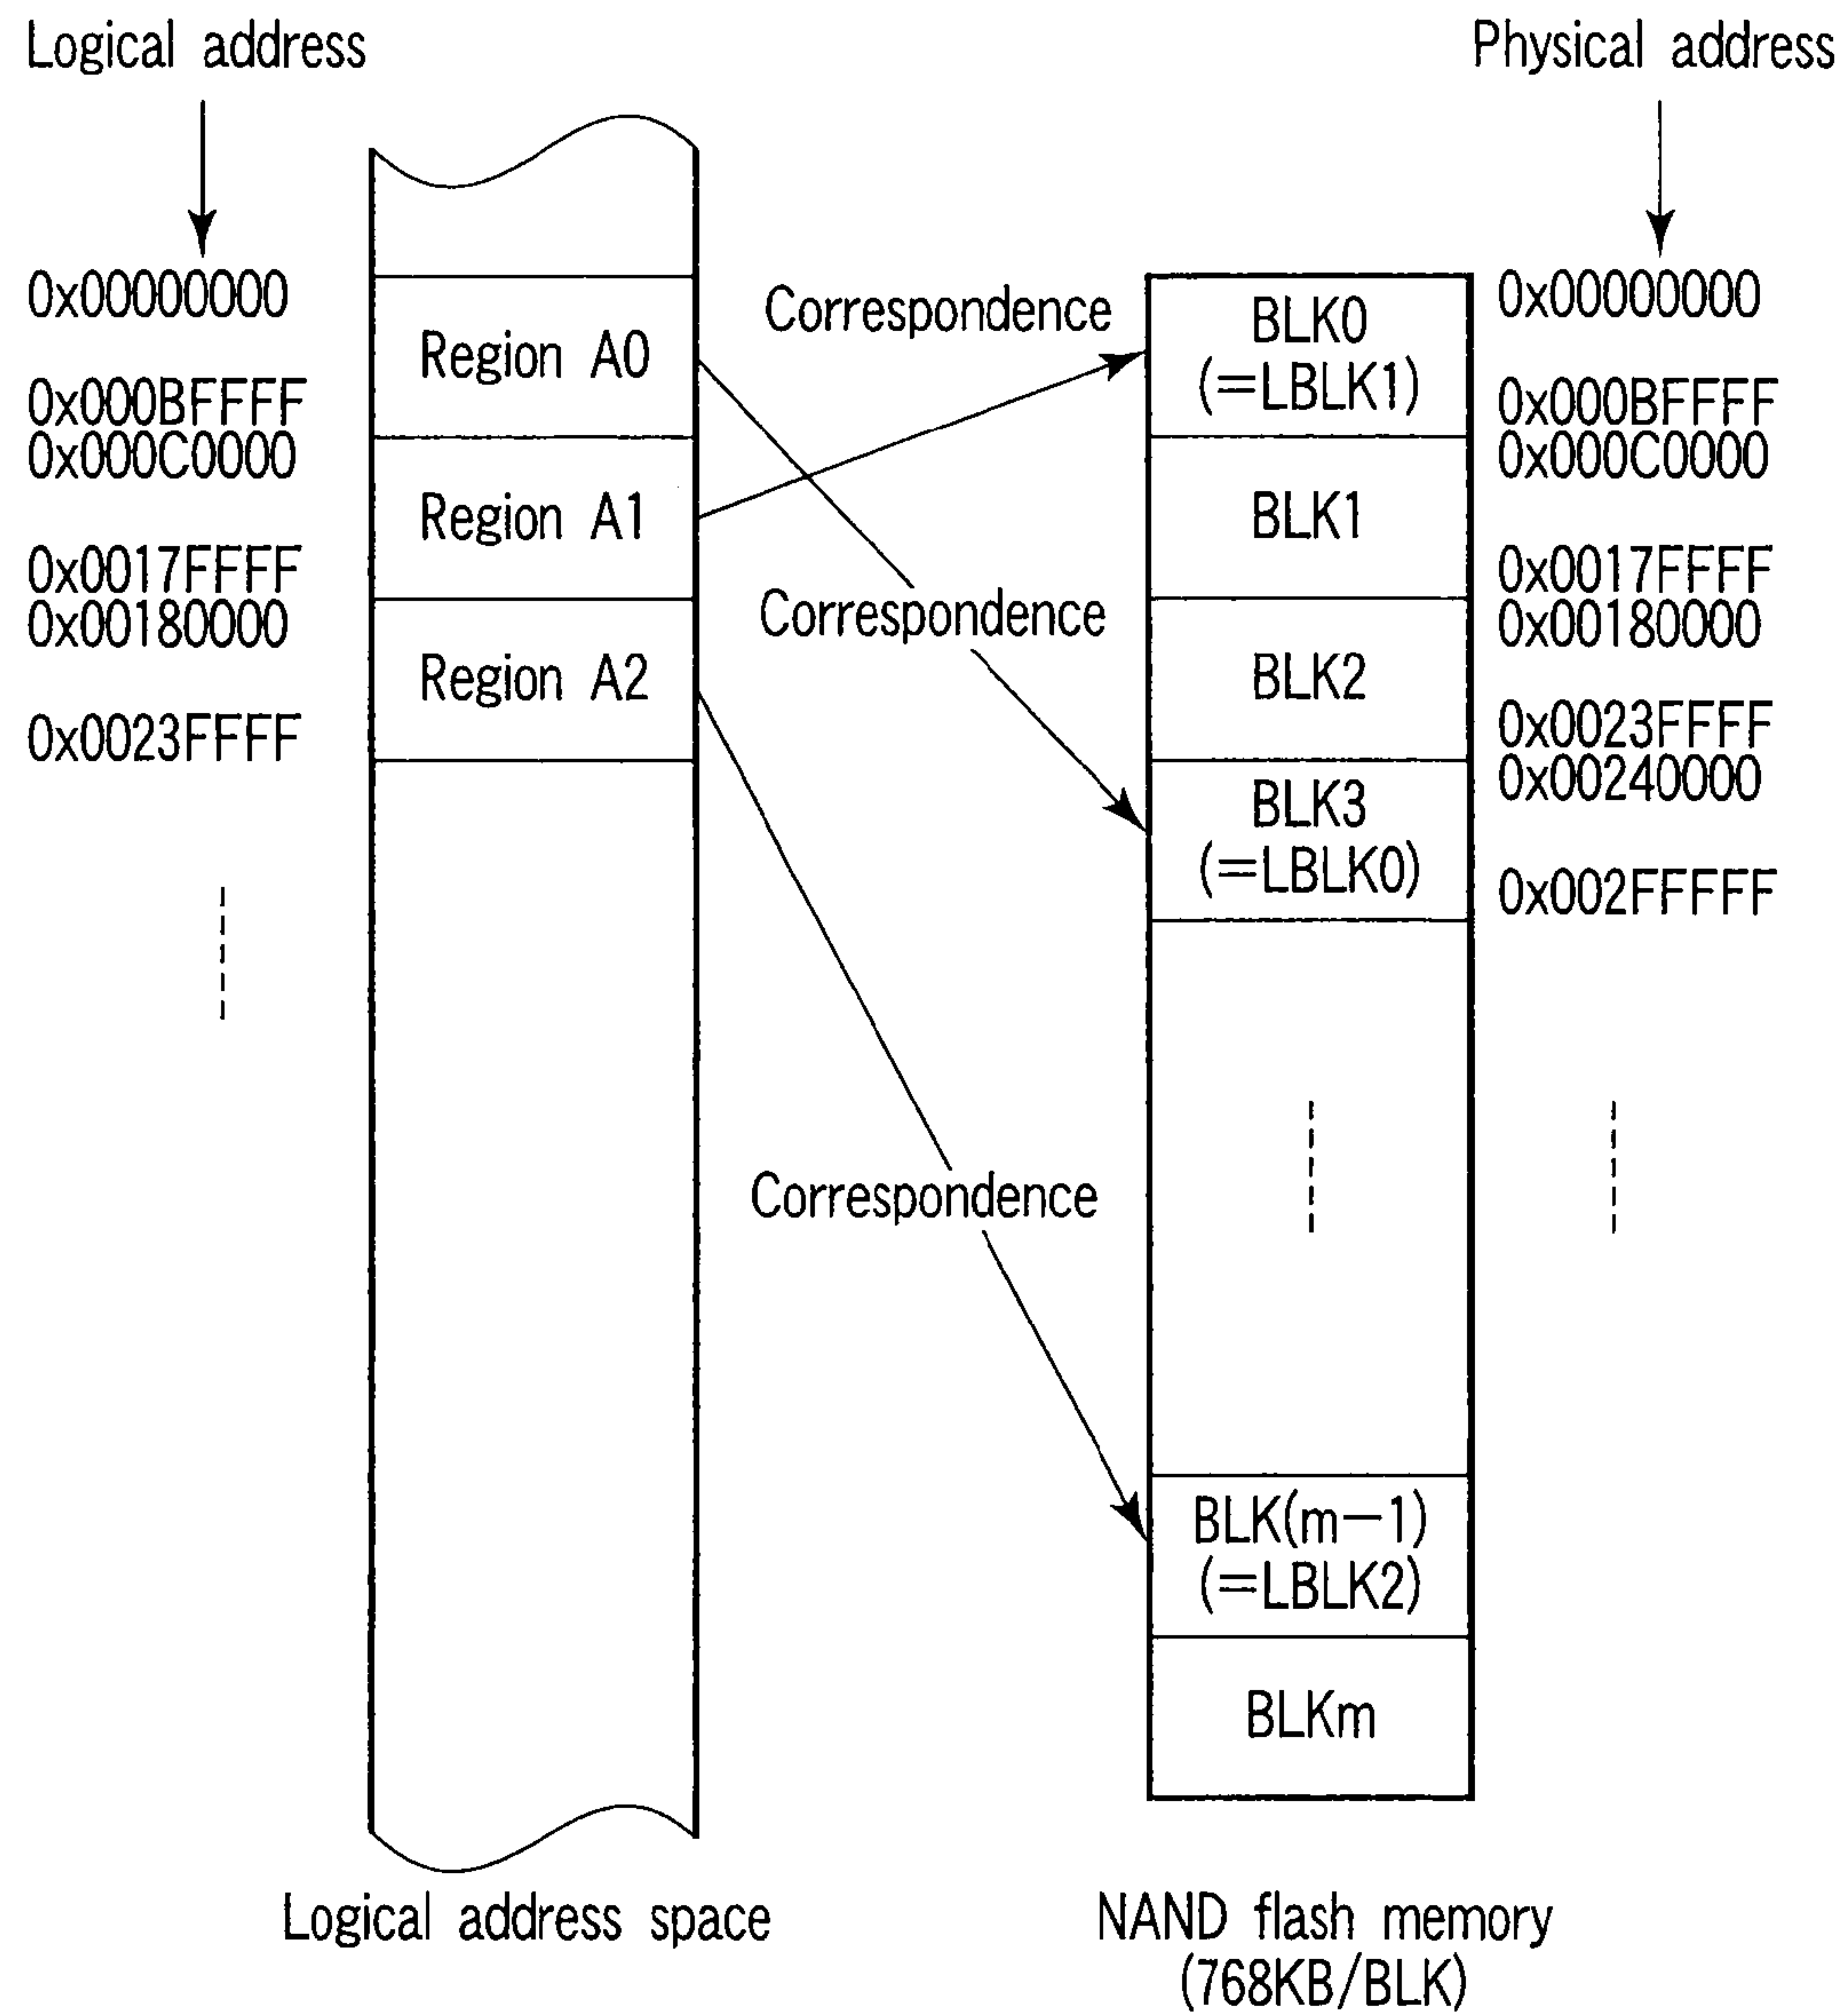 Logical address
Physical address
0x00000000
0x000BFFFF
0x000C0000
0x0017FFFF
0x00180000
0x0023FFFF
Region A0
Region A1
Region A2
Correspondence
Correspondence
Correspondence
BLK0
(=LBLK1)
BLK1
BLK2
BLK3
(=LBLK0)
BLK(m−1)
(=LBLK2)
BLKm
0x00000000
0x000BFFFF
0x000C0000
0x0017FFFF
0x00180000
0x0023FFFF
0x00240000
0x002FFFFF
Logical address space
NAND flash memory
(768KB/BLK)